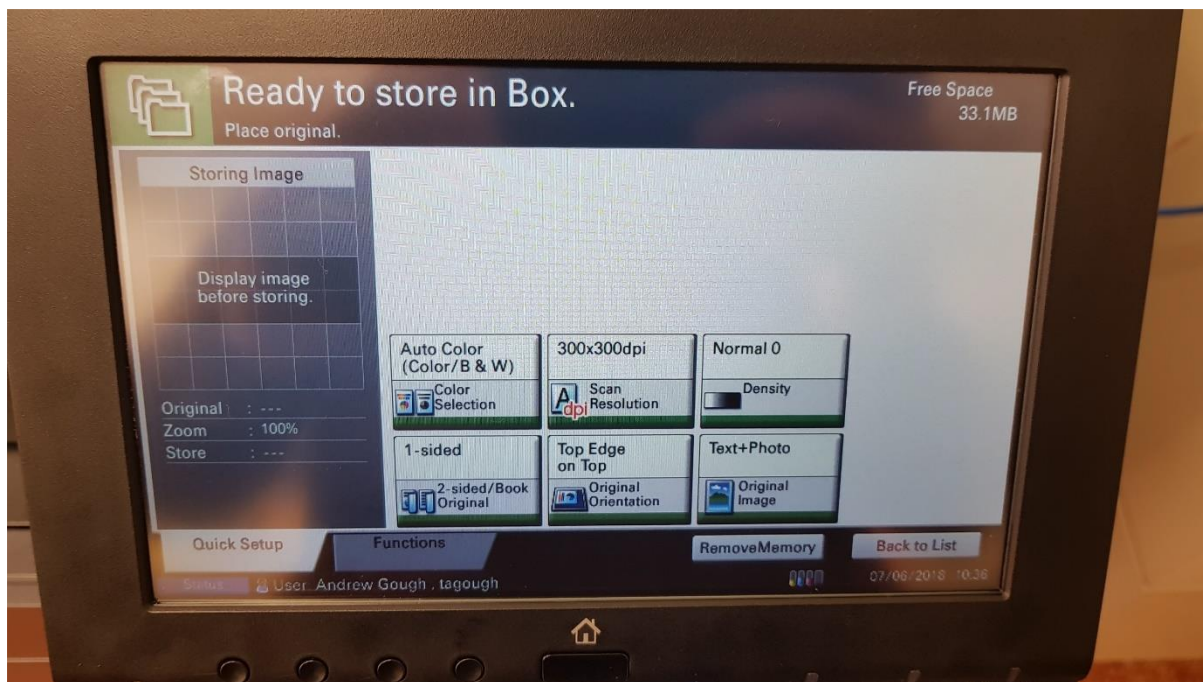 Ready to store in Box.
Place original.
Free Space
33.1MB
Storing Image
Display image
before storing.
Original : ---
Zoom : 100%
Store : ---
Auto Color
(Color/B & W)
Color
Selection
300x300dpi
A
dpi
Scan
Resolution
Normal 0
Density
1-sided
2-sided/Book
Original
Top Edge
on Top
Original
Orientation
Text+Photo
Original
Image
Quick Setup
Functions
RemoveMemory
Back to List
Status
User Andrew Gough , tagough
07/06/2018 10:36